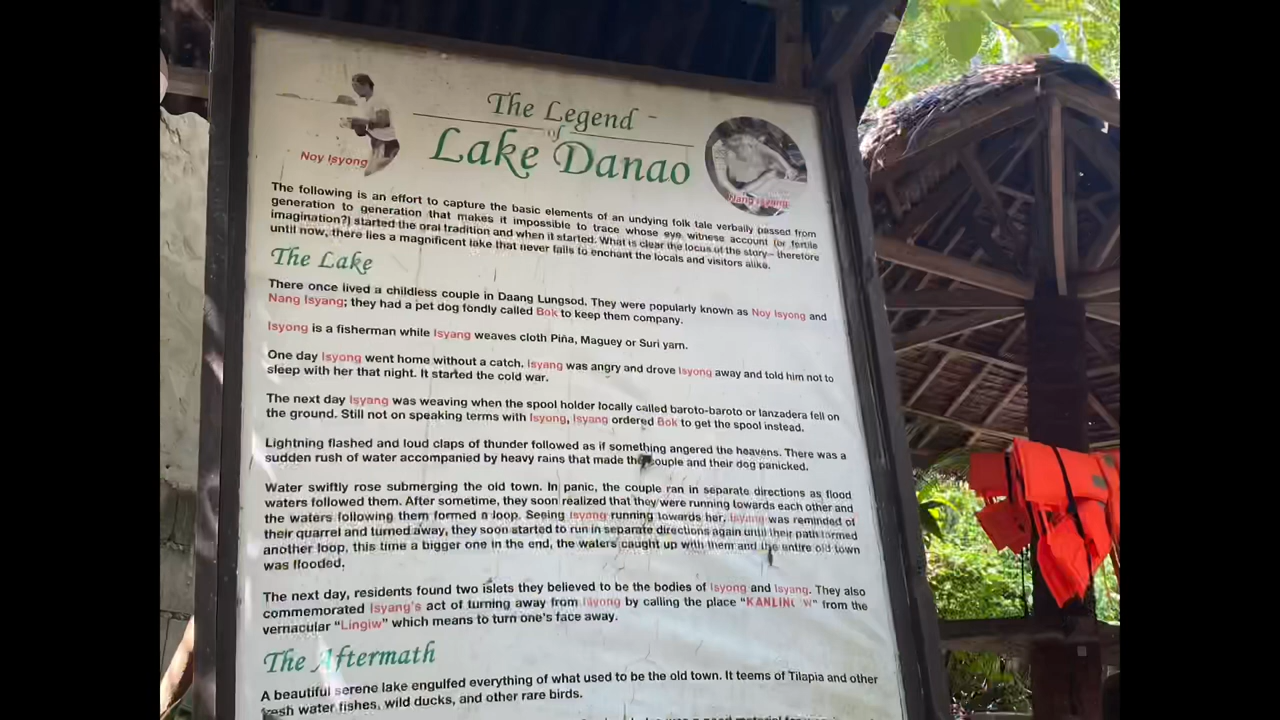 The Legend
of
Lake Danao
Noy Isyong
Nang Isyang
The following is an effort to capture the basic elements of an undying folk tale verbally passed from
generation to generation that makes it impossible to trace whose eye witness account (or fertile
imagination?) started the oral tradition and when it started. What is clear the locus of the story– therefore
until now, there lies a magnificent lake that never fails to enchant the locals and visitors alike.
The Lake
There once lived a childless couple in Daang Lungsod. They were popularly known as Noy Isyong and
Nang Isyang; they had a pet dog fondly called Bok to keep them company.
Isyong is a fisherman while Isyang weaves cloth Piña, Maguey or Suri yarn.
One day Isyong went home without a catch. Isyang was angry and drove Isyong away and told him not to
sleep with her that night. It started the cold war.
The next day Isyang was weaving when the spool holder locally called baroto-baroto or lanzadera fell on
the ground. Still not on speaking terms with Isyong, Isyang ordered Bok to get the spool instead.
Lightning flashed and loud claps of thunder followed as if something angered the heavens. There was a
sudden rush of water accompanied by heavy rains that made the couple and their dog panicked.
Water swiftly rose submerging the old town. In panic, the couple ran in separate directions as flood
waters followed them. After sometime, they soon realized that they were running towards each other and
the waters following them formed a loop. Seeing Isyong running towards her, Isyang was reminded of
their quarrel and turned away, they soon started to run in separate directions again until their path formed
another loop, this time a bigger one in the end, the waters caught up with them and the entire old town
was flooded.
The next day, residents found two islets they believed to be the bodies of Isyong and Isyang. They also
commemorated Isyang's act of turning away from Isyong by calling the place "KANLINGIW" from the
vernacular "Lingiw" which means to turn one's face away.
The Aftermath
A beautiful serene lake engulfed everything of what used to be the old town. It teems of Tilapia and other
fresh water fishes, wild ducks, and other rare birds.